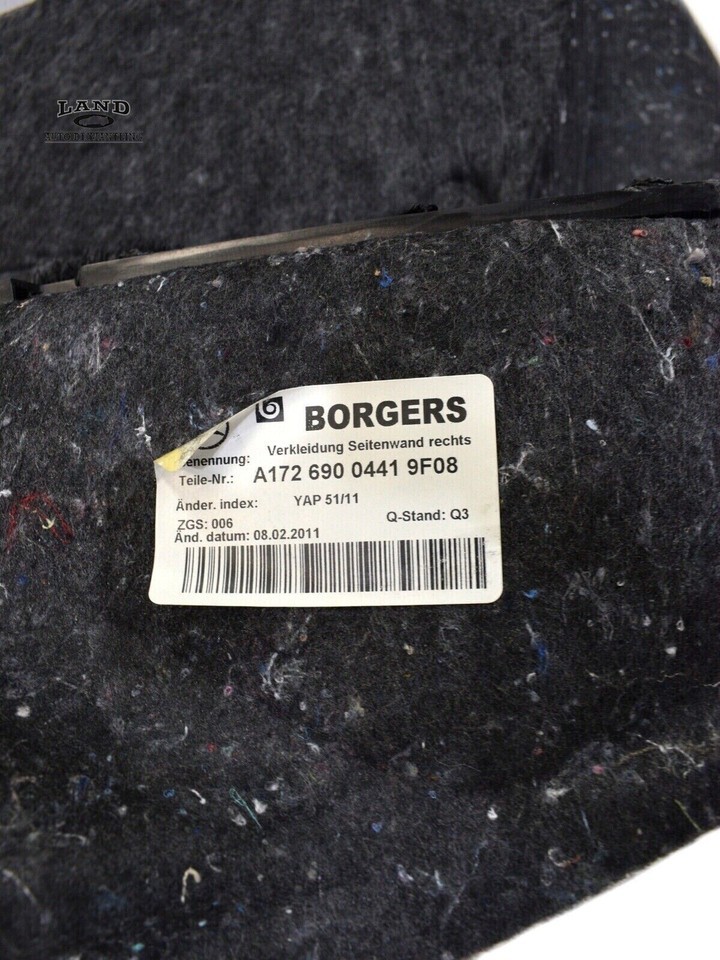 LAND
BORGERS
Verkleidung Seitenwand rechts
enennung:
Teile-Nr.: A172 690 0441 9F08
Änder. index: YAP 51/11
ZGS: 006 Q-Stand: Q3
Änd. datum: 08.02.2011